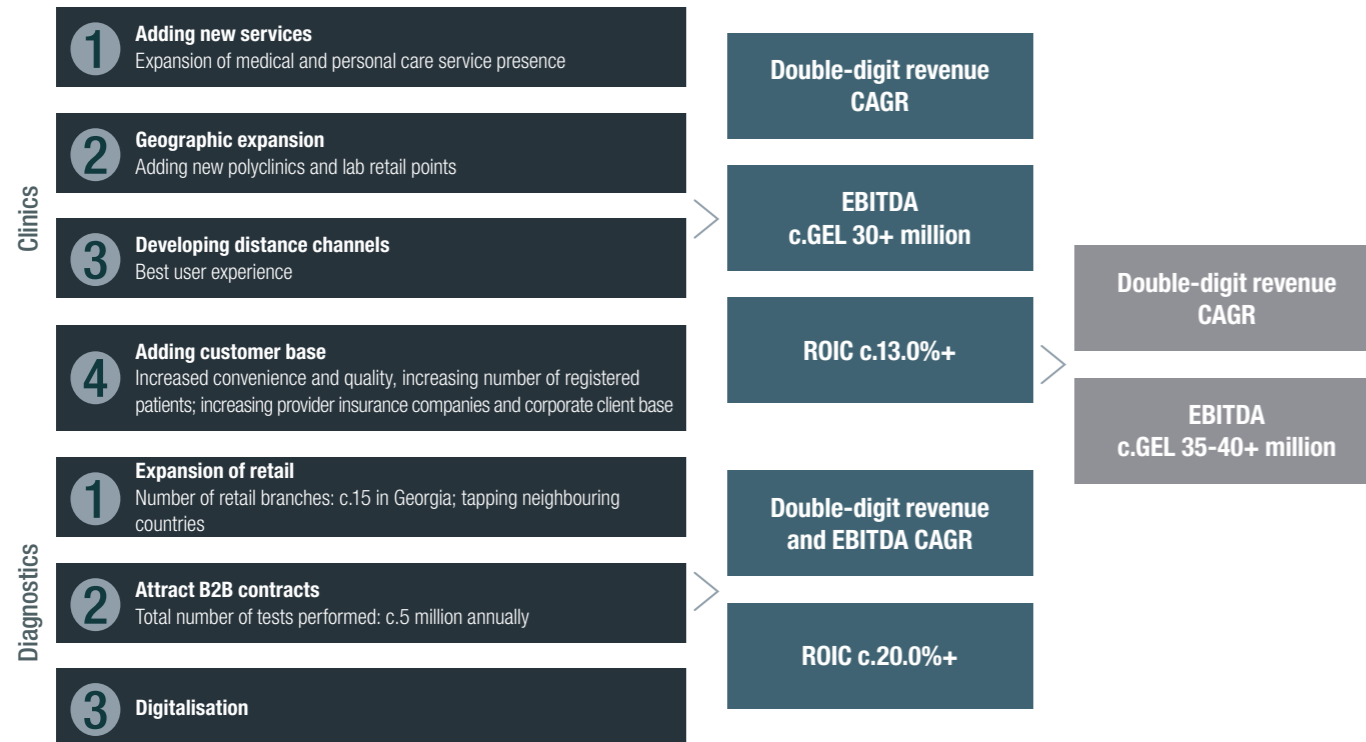 Clinics
1
Adding new services
Expansion of medical and personal care service presence
2
Geographic expansion
Adding new polyclinics and lab retail points
3
Developing distance channels
Best user experience
4
Adding customer base
Increased convenience and quality, increasing number of registered
patients; increasing provider insurance companies and corporate client base
Double-digit revenue
CAGR
EBITDA
c.GEL 30+ million
ROIC c.13.0%+
Diagnostics
1
Expansion of retail
Number of retail branches: c.15 in Georgia; tapping neighbouring
countries
2
Attract B2B contracts
Total number of tests performed: c.5 million annually
3
Digitalisation
Double-digit revenue
and EBITDA CAGR
ROIC c.20.0%+
Double-digit revenue
CAGR
EBITDA
c.GEL 35-40+ million